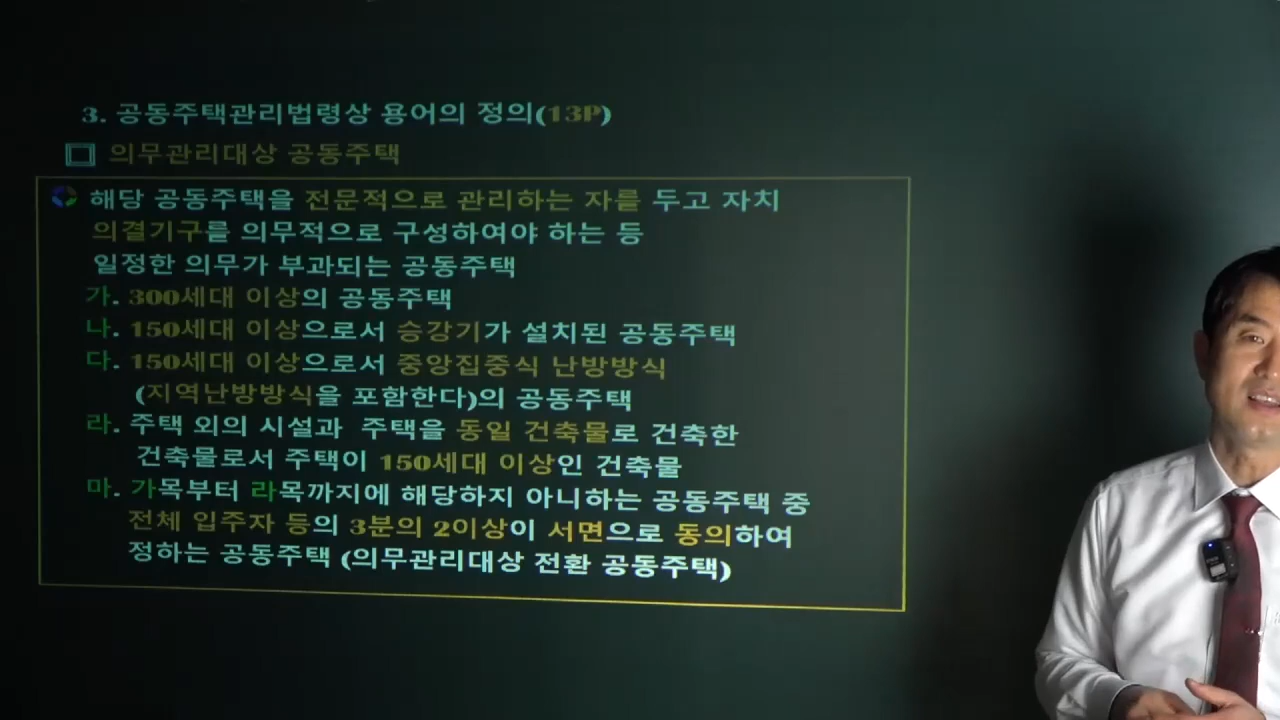 3. 공동주택관리법령상 용어의 정의(13P)
의무관리대상 공동주택
해당 공동주택을 전문적으로 관리하는 자를 두고 자치
의결기구를 의무적으로 구성하여야 하는 등
일정한 의무가 부과되는 공동주택
가. 300세대 이상의 공동주택
나. 150세대 이상으로서 승강기가 설치된 공동주택
다. 150세대 이상으로서 중앙집중식 난방방식
(지역난방방식을 포함한다)의 공동주택
라. 주택 외의 시설과 주택을 동일 건축물로 건축한
건축물로서 주택이 150세대 이상인 건축물
마. 가목부터 라목까지에 해당하지 아니하는 공동주택 중
전체 입주자 등의 3분의 2이상이 서면으로 동의하여
정하는 공동주택 (의무관리대상 전환 공동주택)